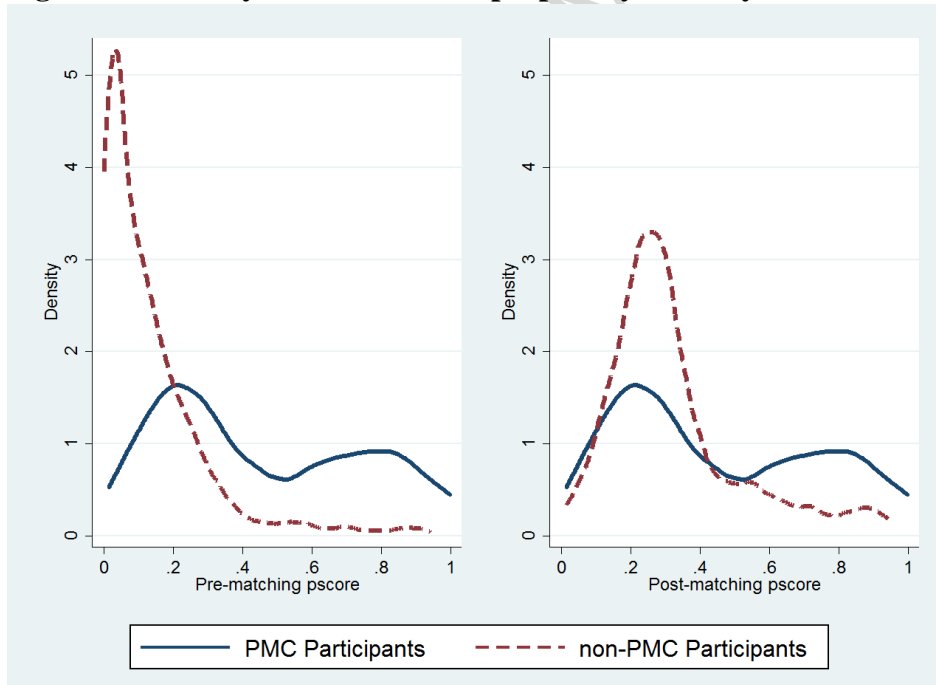 5
4
3
2
1
0
Density
0 .2 .4 .6 .8 1
Pre-matching pscore
5
4
3
2
1
0
Density
0 .2 .4 .6 .8 1
Post-matching pscore
PMC Participants non-PMC Participants